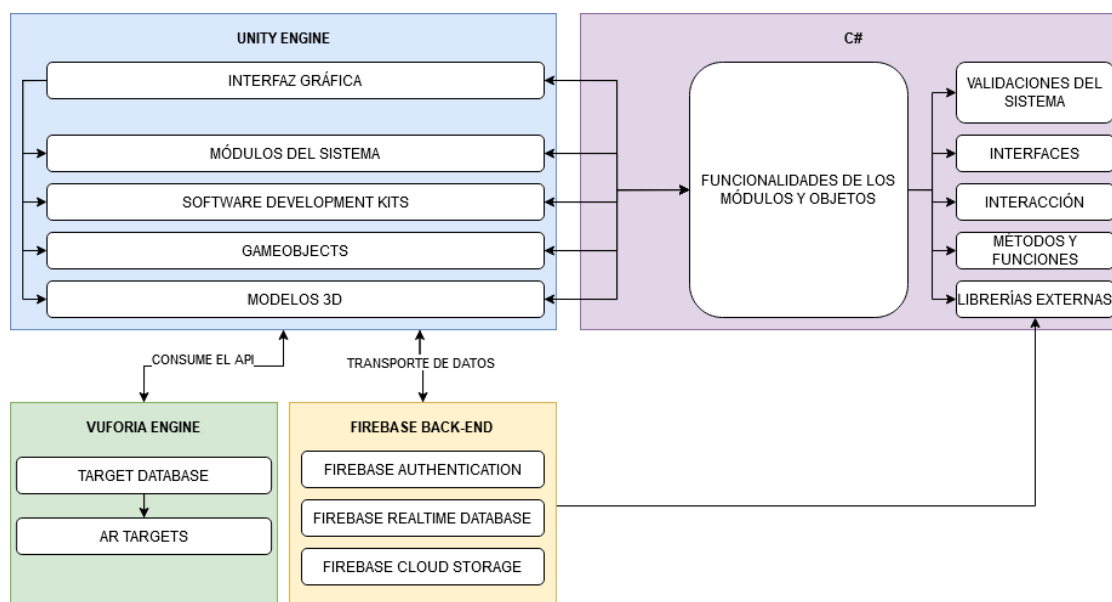 UNITY ENGINE
INTERFAZ GRÁFICA
MÓDULOS DEL SISTEMA
SOFTWARE DEVELOPMENT KITS
GAMEOBJECTS
MODELOS 3D
C#
FUNCIONALIDADES DE LOS
MÓDULOS Y OBJETOS
VALIDACIONES DEL
SISTEMA
INTERFACES
INTERACCIÓN
MÉTODOS Y
FUNCIONES
LIBRERÍAS EXTERNAS
CONSUME EL API
TRANSPORTE DE DATOS
VUFORIA ENGINE
TARGET DATABASE
AR TARGETS
FIREBASE BACK-END
FIREBASE AUTHENTICATION
FIREBASE REALTIME DATABASE
FIREBASE CLOUD STORAGE